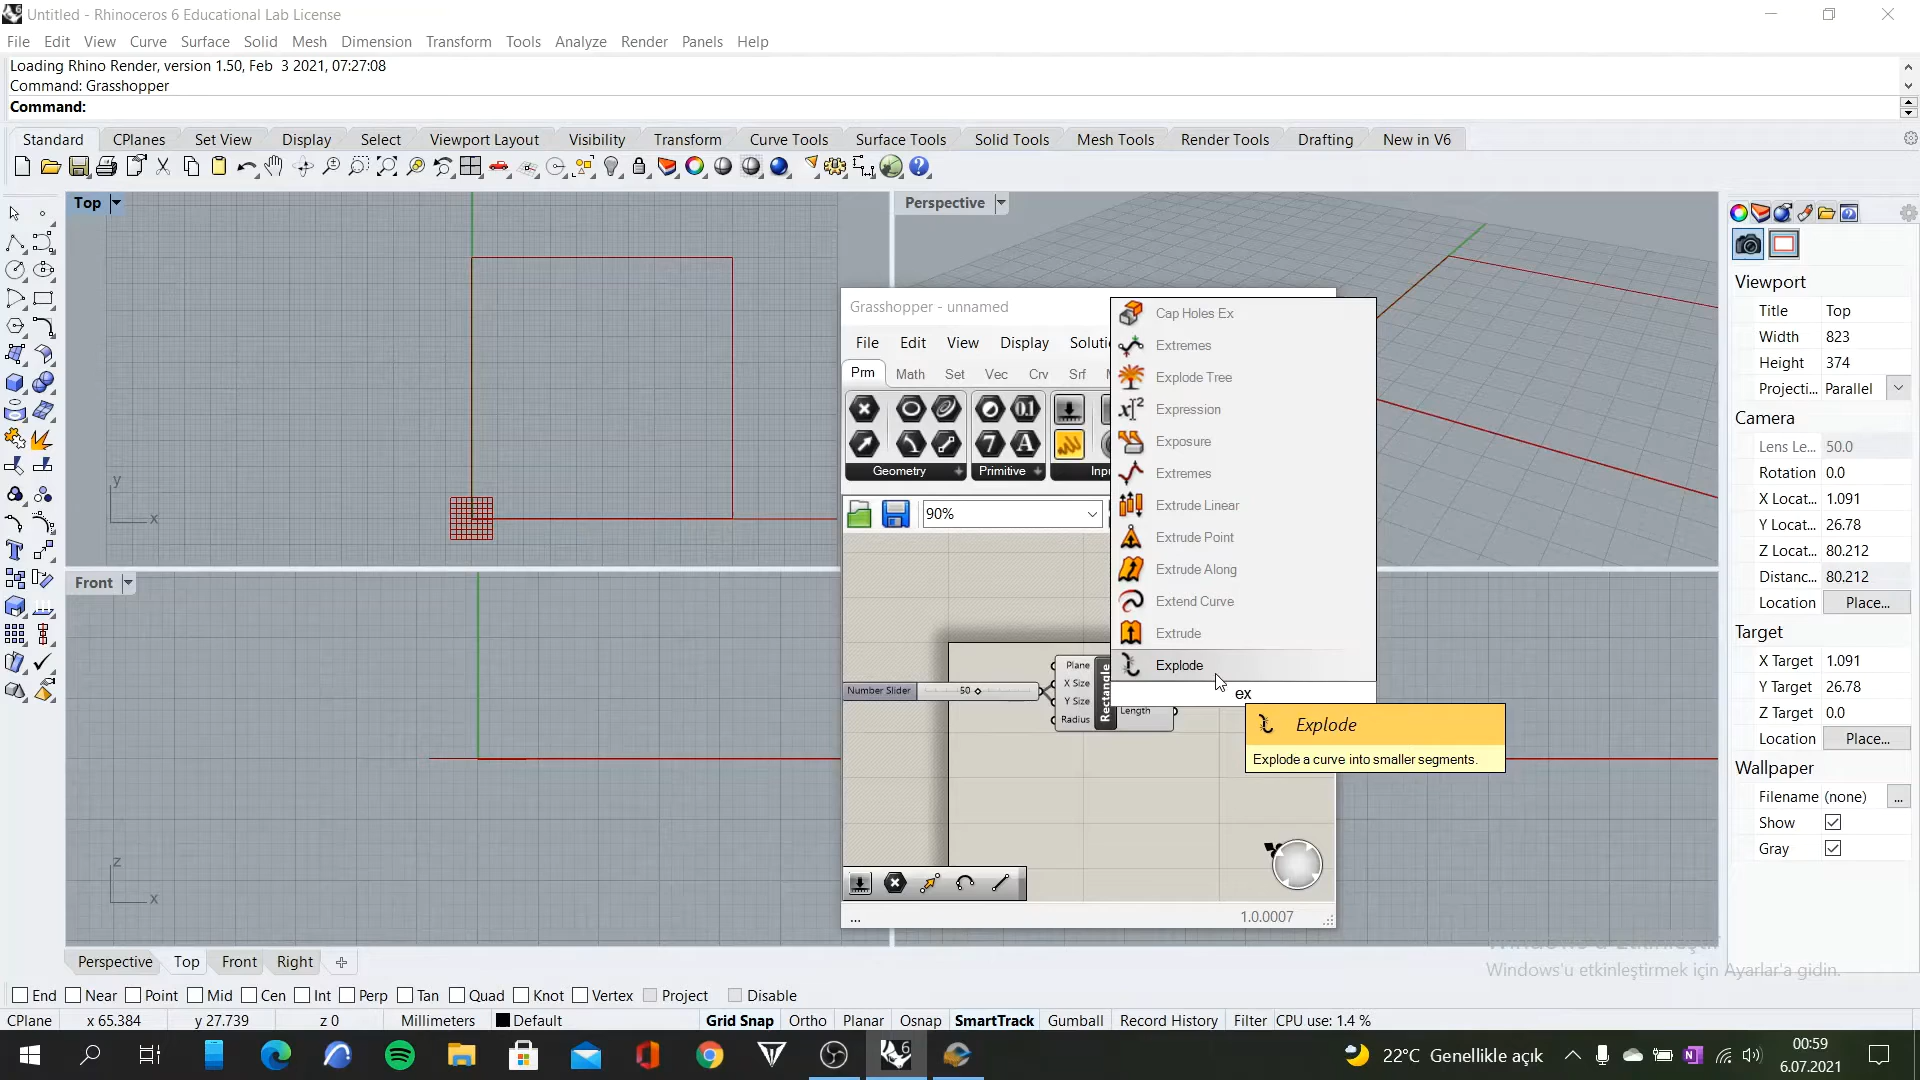 Untitled - Rhinoceros 6 Educational Lab License
File Edit View Curve Surface Solid Mesh Dimension Transform Tools Analyze Render Panels Help
Loading Rhino Render, version 1.50, Feb  3 2021, 07:27:08
Command: Grasshopper
Command:
Standard CPlanes Set View Display Select Viewport Layout Visibility Transform Curve Tools Surface Tools Solid Tools Mesh Tools Render Tools Drafting New in V6
Top
Perspective
Viewport
Title Top
Width 823
Height 374
Projecti... Parallel
Camera
Lens Le... 50.0
Rotation 0.0
X Locat... 1.091
Y Locat... 26.78
Z Locat... 80.212
Distanc... 80.212
Location Place...
Target
X Target 1.091
Y Target 26.78
Z Target 0.0
Location Place...
Wallpaper
Filename (none) ...
Show
Gray
Grasshopper - unnamed
File Edit View Display Soluti
Prm Math Set Vec Crv Srf
Geometry Primitive Inp
90%
Cap Holes Ex
Extremes
Explode Tree
Expression
Exposure
Extremes
Extrude Linear
Extrude Point
Extrude Along
Extend Curve
Extrude
Explode
ex
Explode
Explode a curve into smaller segments.
Number Slider 50
Plane
X Size
Y Size
Radius
Rectangle
Length
... 1.0.0007
y
x
Front
z
x
Windows'u etkinleştirmek için Ayarlar'a gidin.
Perspective Top Front Right
End Near Point Mid Cen Int Perp Tan Quad Knot Vertex Project Disable
CPlane x 65.384 y 27.739 z 0 Millimeters Default Grid Snap Ortho Planar Osnap SmartTrack Gumball Record History Filter CPU use: 1.4 %
22°C Genellikle açık
00:59
6.07.2021